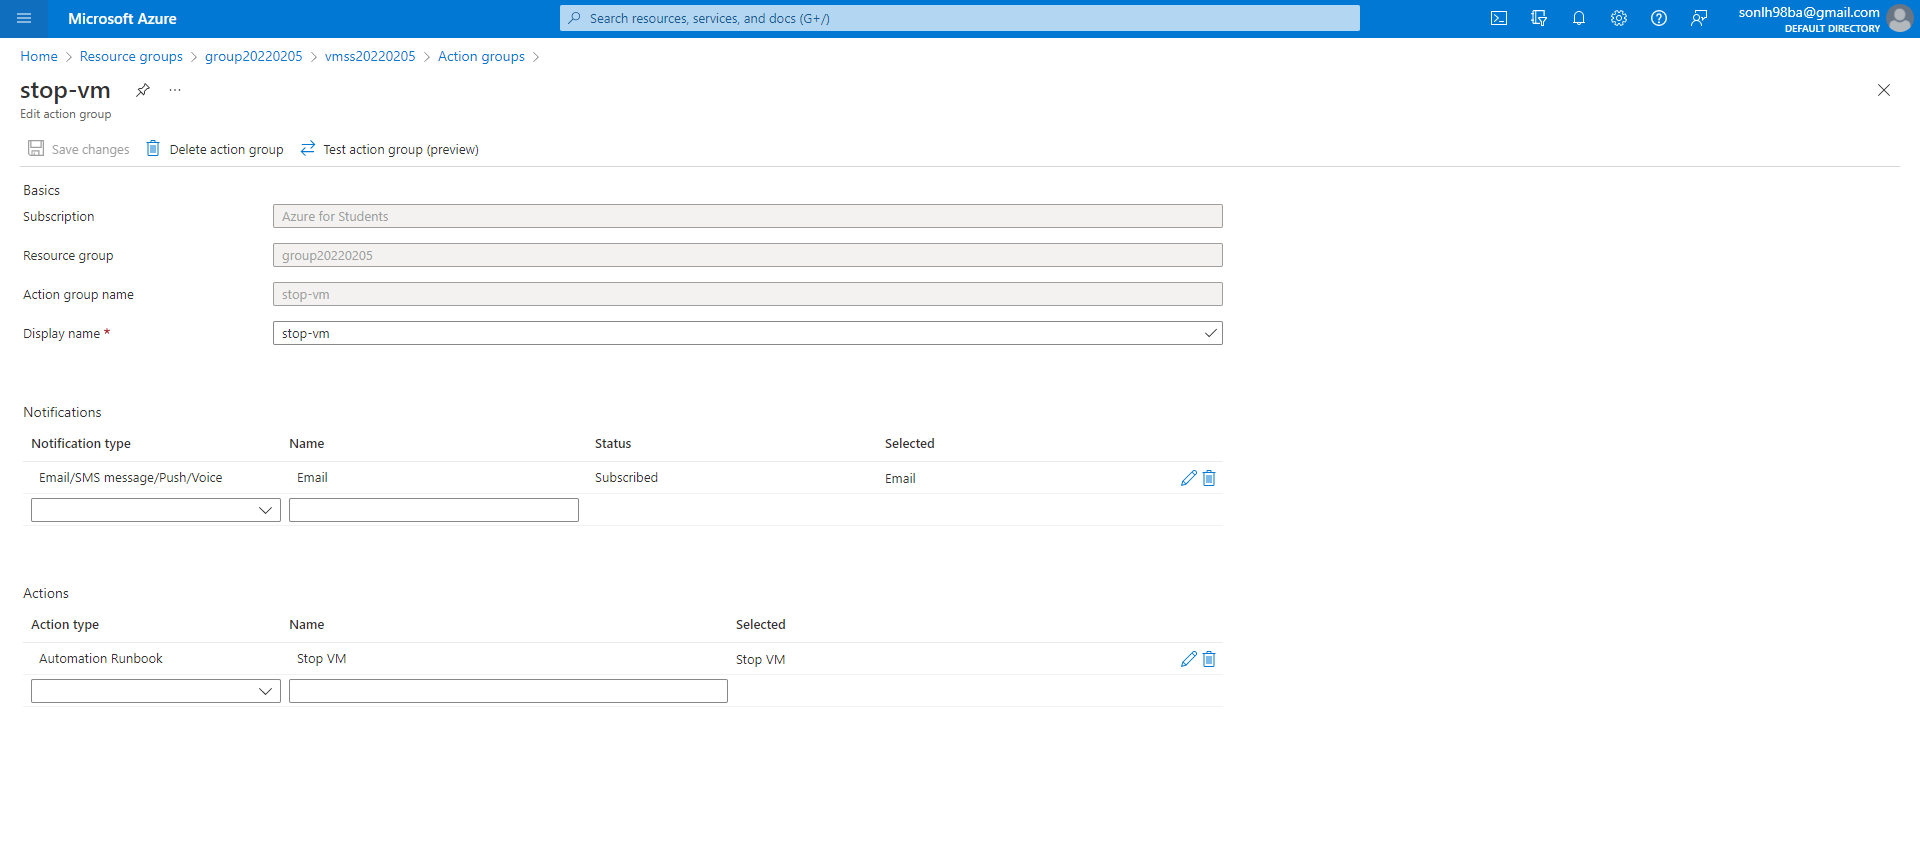 Microsoft Azure
Search resources, services, and docs (G+/)
sonlh98ba@gmail.com
DEFAULT DIRECTORY
Home > Resource groups > group20220205 > vmss20220205 > Action groups >
stop-vm
...
Edit action group
Save changes
Delete action group
Test action group (preview)
Basics
Subscription
Azure for Students
Resource group
group20220205
Action group name
stop-vm
Display name *
stop-vm
Notifications
Notification type Name Status Selected
Email/SMS message/Push/Voice Email Subscribed Email
Actions
Action type Name Selected
Automation Runbook Stop VM Stop VM